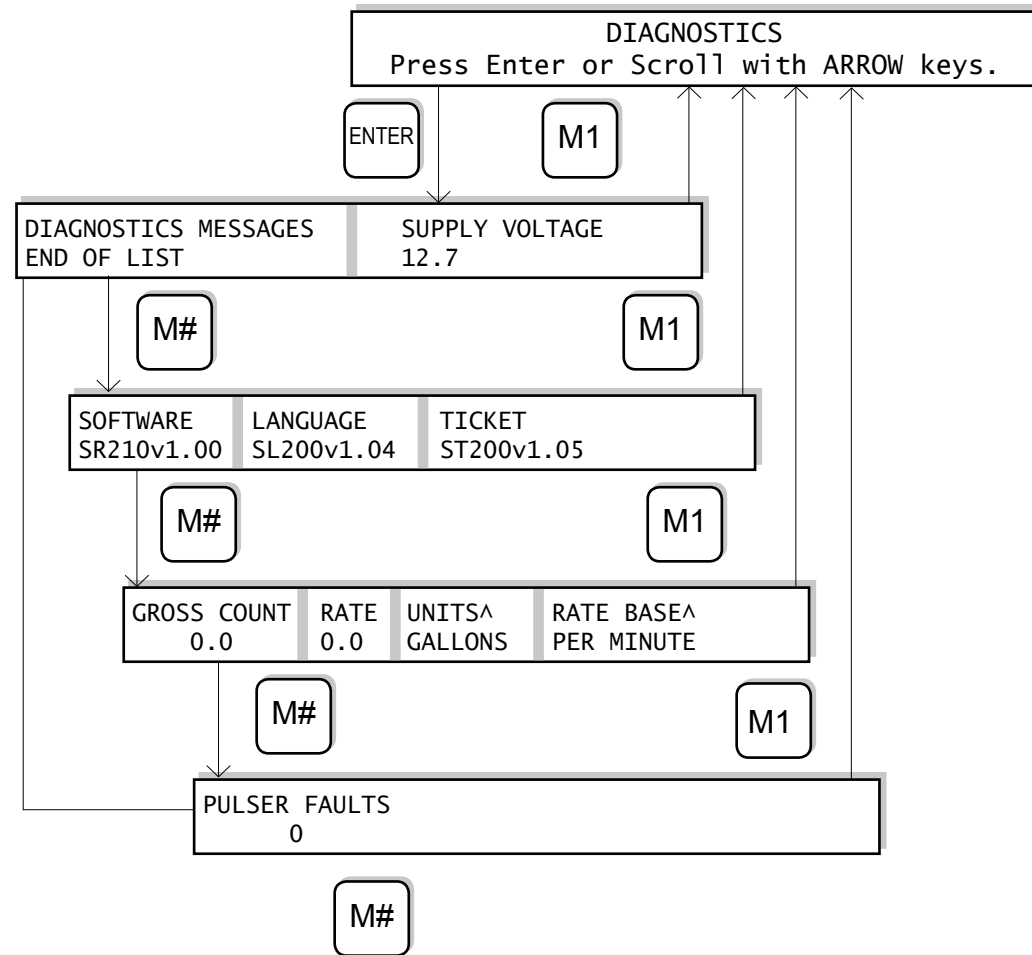 DIAGNOSTICS
Press Enter or Scroll with ARROW keys.
ENTER
M1
DIAGNOSTICS MESSAGES
END OF LIST
SUPPLY VOLTAGE
12.7
M#
M1
SOFTWARE
SR210v1.00
LANGUAGE
SL200v1.04
TICKET
ST200v1.05
M#
M1
GROSS COUNT
0.0
RATE
0.0
UNITS^
GALLONS
RATE BASE^
PER MINUTE
M#
M1
PULSER FAULTS
0
M#